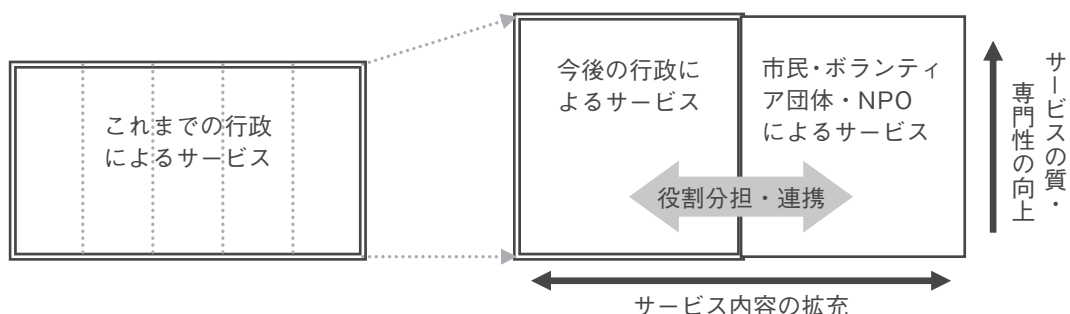 これまでの行政
によるサービス
今後の行政に
よるサービス
市民・ボランティ
ア団体・NPO
によるサービス
役割分担・連携
サービスの質・
専門性の向上
サービス内容の拡充